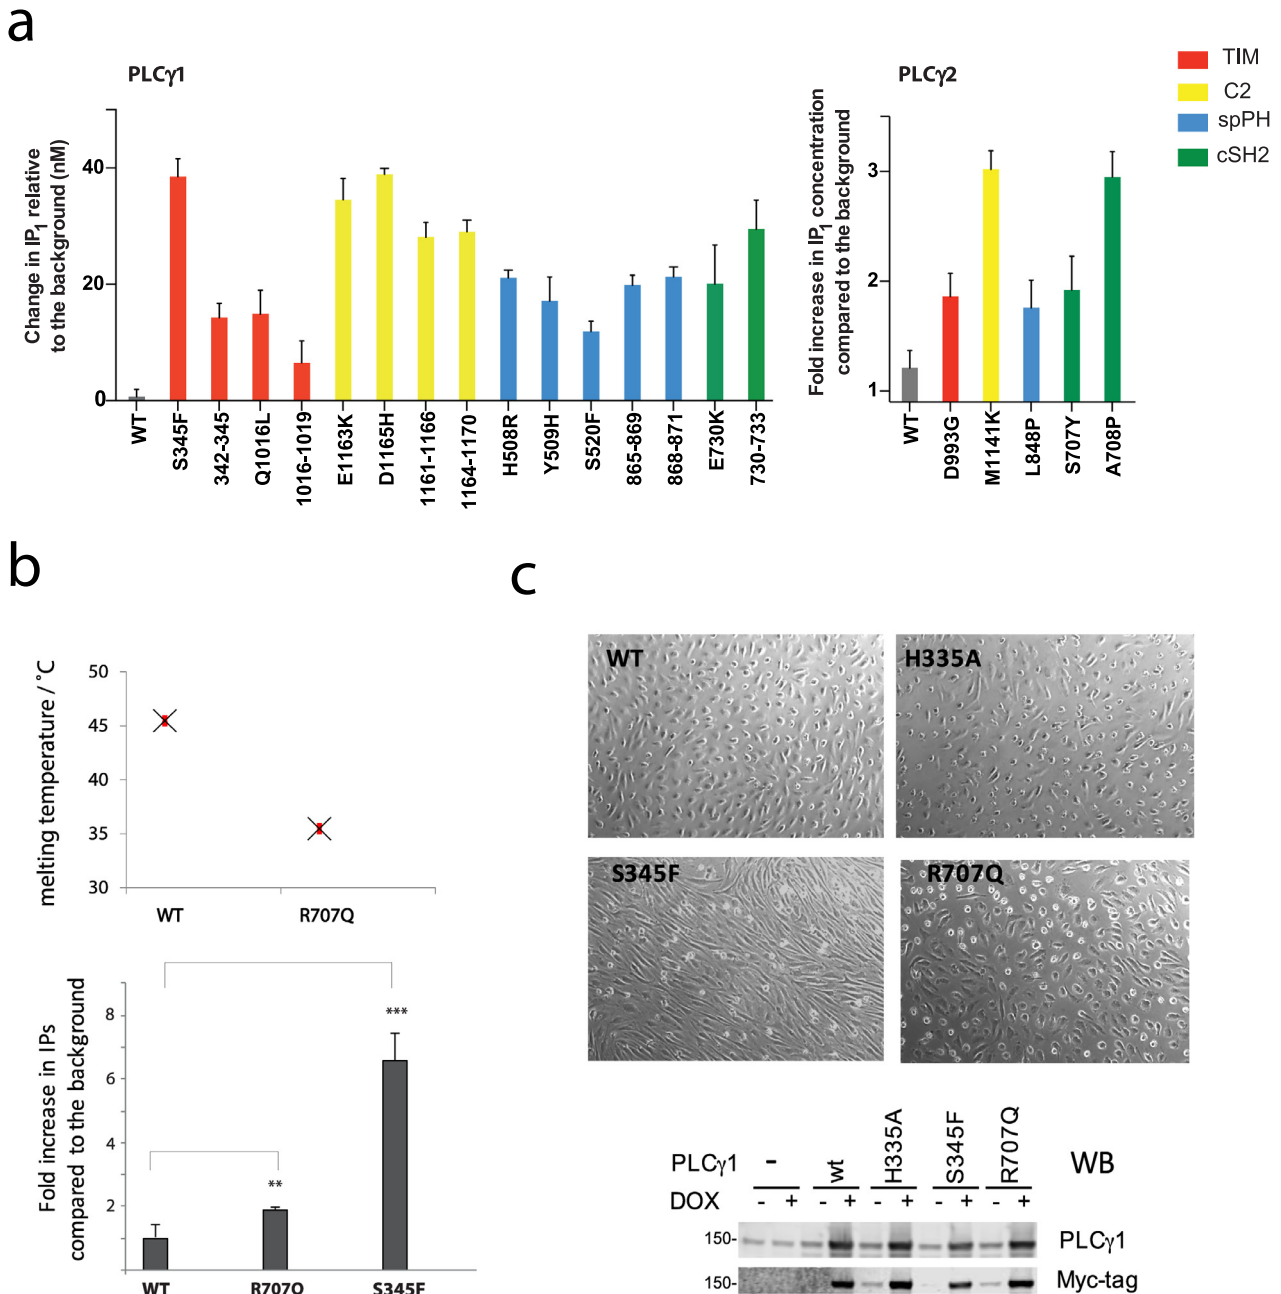 a
PLCγ1
Change in IP1 relative
to the background (nM)
40
20
0
WT
S345F
342-345
Q1016L
1016-1019
E1163K
D1165H
1161-1166
1164-1170
H508R
Y509H
S520F
865-869
868-871
E730K
730-733
PLCγ2
Fold increase in IP1 concentration
compared to the background
3
2
1
WT
D993G
M1141K
L848P
S707Y
A708P
TIM
C2
spPH
cSH2
b
melting temperature / °C
50
45
40
35
30
WT
R707Q
Fold increase in IPs
compared to the background
8
6
4
2
***
**
WT
R707Q
S345F
c
WT
H335A
S345F
R707Q
PLCγ1
-
wt
H335A
S345F
R707Q
WB
DOX - + - + - + - + - +
150-
PLCγ1
150-
Myc-tag